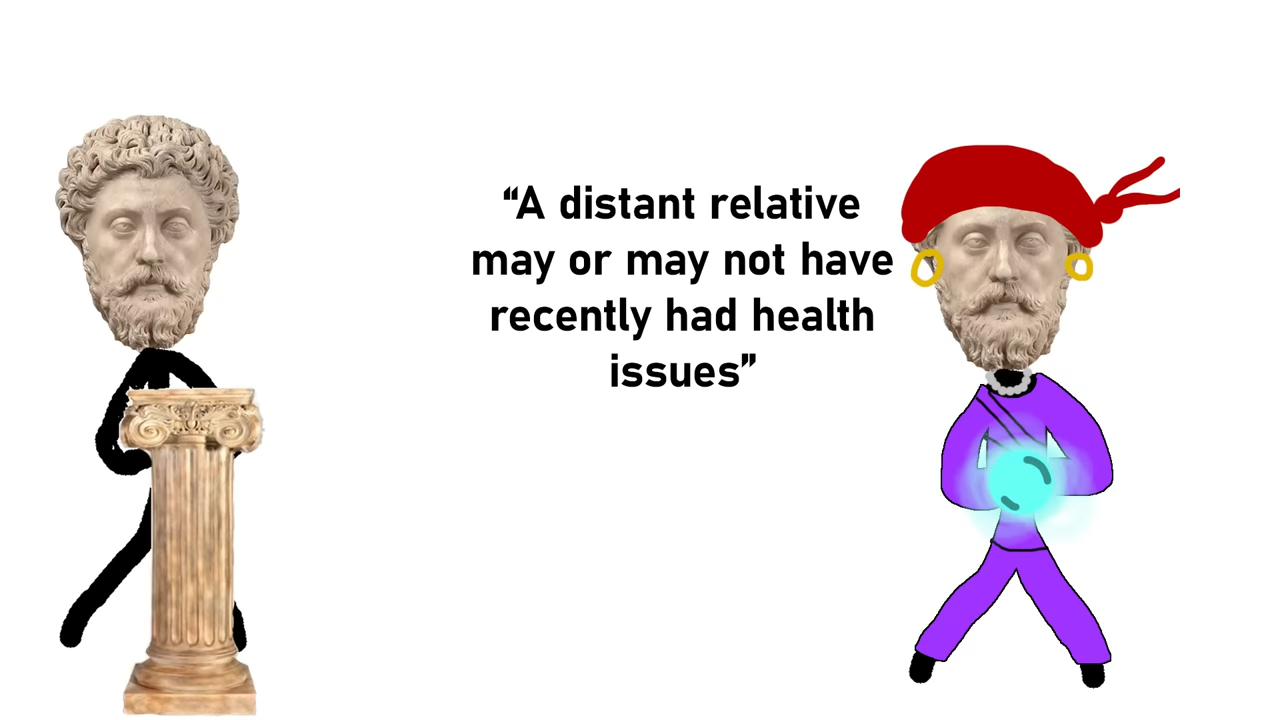 “A distant relative
may or may not have
recently had health
issues”